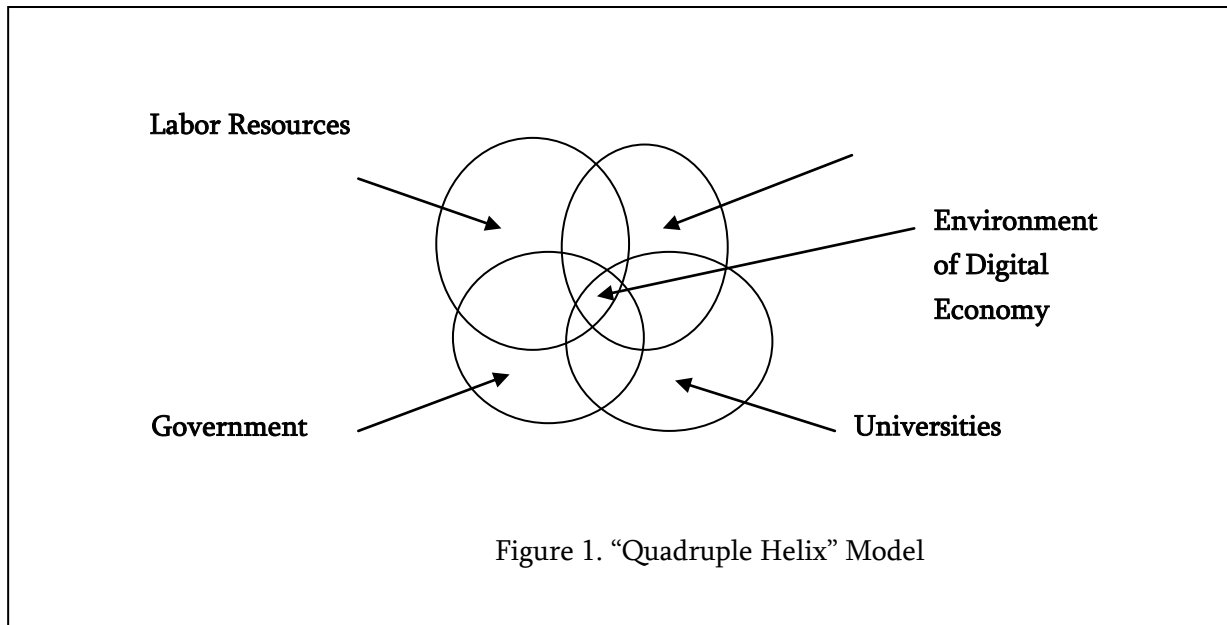 Labor Resources
Environment
of Digital
Economy
Government
Universities
Figure 1. “Quadruple Helix” Model